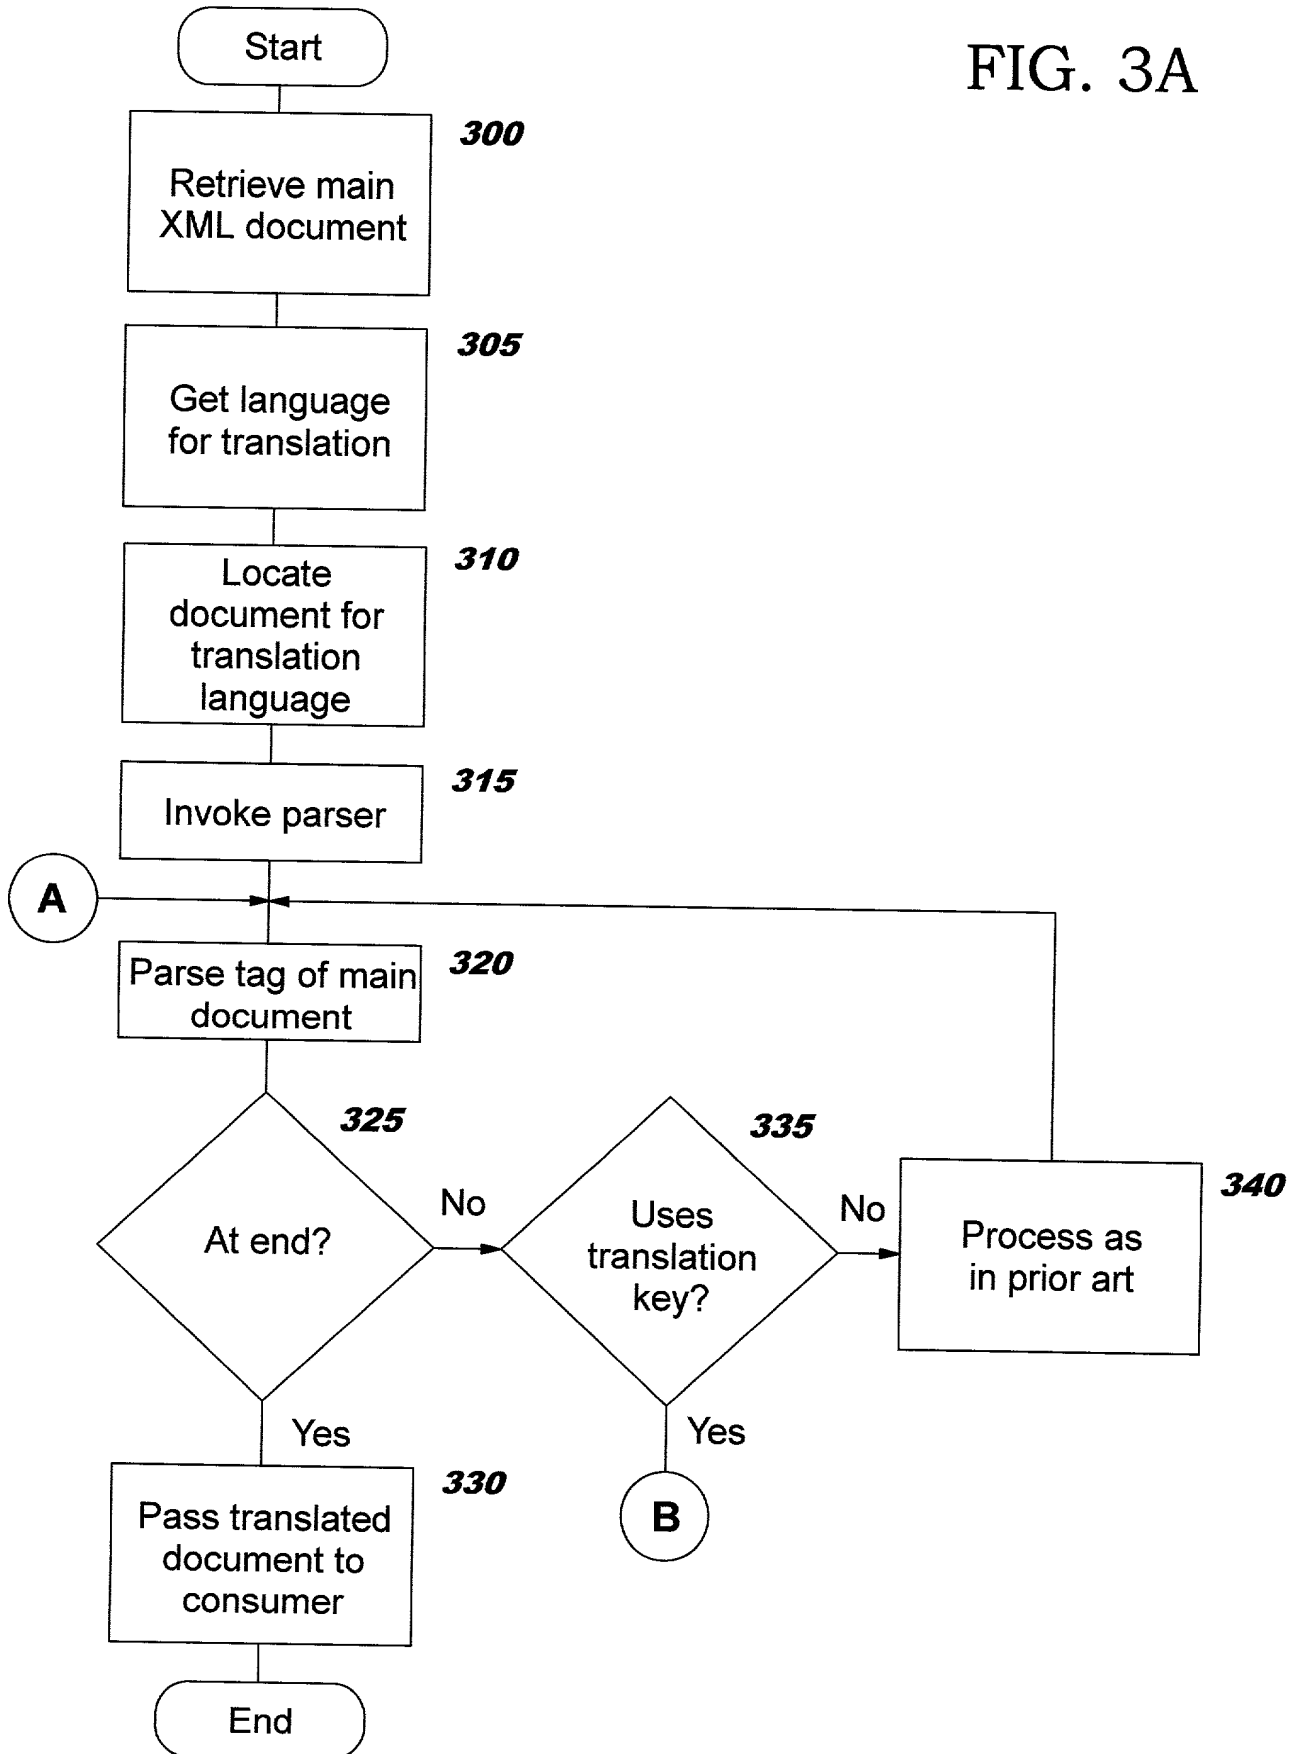 Start
FIG. 3A
300
Retrieve main
XML document
305
Get language
for translation
310
Locate
document for
translation
language
315
Invoke parser
A
320
Parse tag of main
document
325
At end?
No
335
Uses
translation
key?
No
340
Process as
in prior art
Yes
Yes
330
Pass translated
document to
consumer
B
End